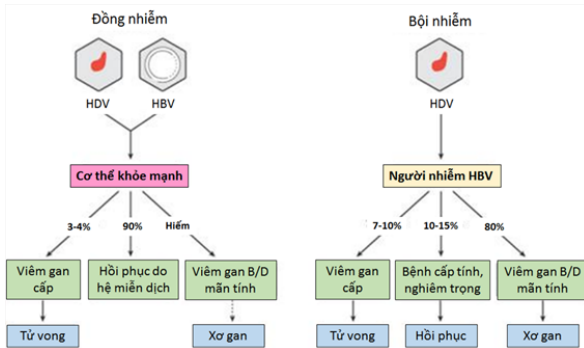 Đồng nhiễm
HDV
HBV
Cơ thể khỏe mạnh
3-4%
90%
Hiếm
Viêm gan
cấp
Hồi phục do
hệ miễn dịch
Viêm gan B/D
mãn tính
Tử vong
Xơ gan
Bội nhiễm
HDV
Người nhiễm HBV
7-10%
10-15%
80%
Viêm gan
cấp
Bệnh cấp tính,
nghiêm trọng
Viêm gan B/D
mãn tính
Tử vong
Hồi phục
Xơ gan